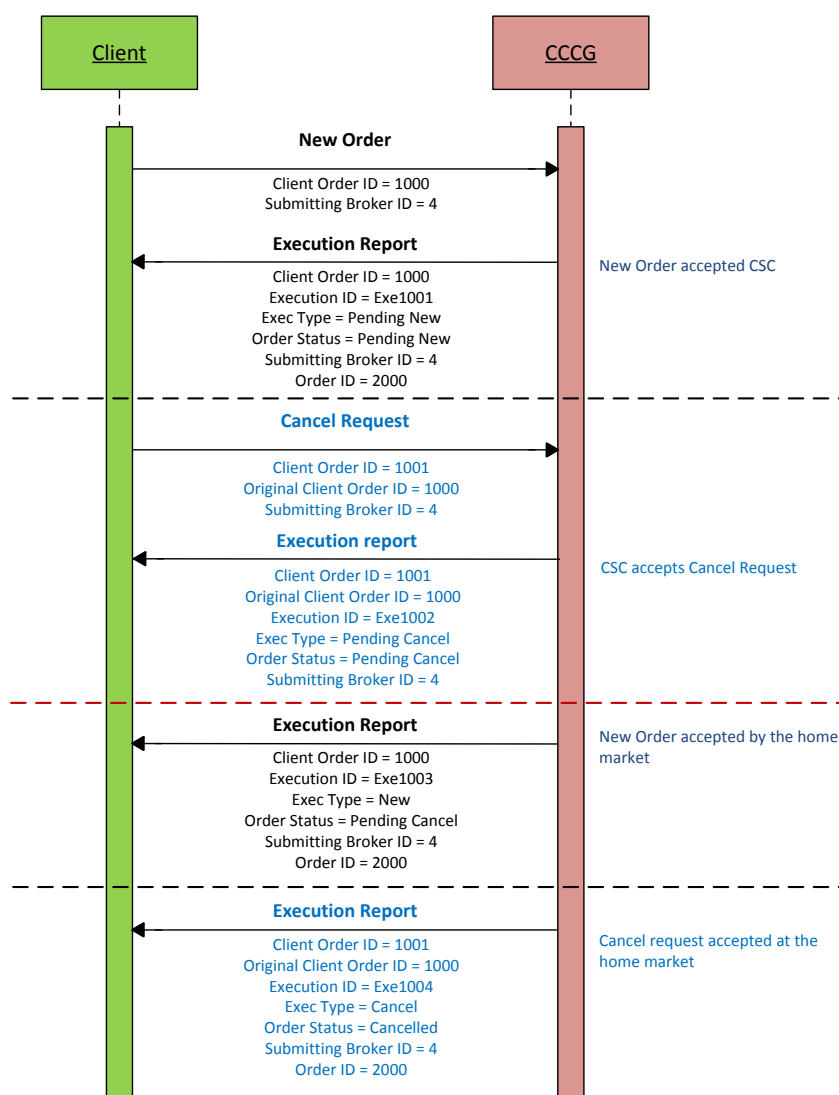 Client
CCCG
New Order
Client Order ID = 1000
Submitting Broker ID = 4
Execution Report
New Order accepted CSC
Client Order ID = 1000
Execution ID = Exe1001
Exec Type = Pending New
Order Status = Pending New
Submitting Broker ID = 4
Order ID = 2000
Cancel Request
Client Order ID = 1001
Original Client Order ID = 1000
Submitting Broker ID = 4
Execution report
CSC accepts Cancel Request
Client Order ID = 1001
Original Client Order ID = 1000
Execution ID = Exe1002
Exec Type = Pending Cancel
Order Status = Pending Cancel
Submitting Broker ID = 4
Execution Report
New Order accepted by the home
market
Client Order ID = 1000
Execution ID = Exe1003
Exec Type = New
Order Status = Pending Cancel
Submitting Broker ID = 4
Order ID = 2000
Execution Report
Cancel request accepted at the
home market
Client Order ID = 1001
Original Client Order ID = 1000
Execution ID = Exe1004
Exec Type = Cancel
Order Status = Cancelled
Submitting Broker ID = 4
Order ID = 2000